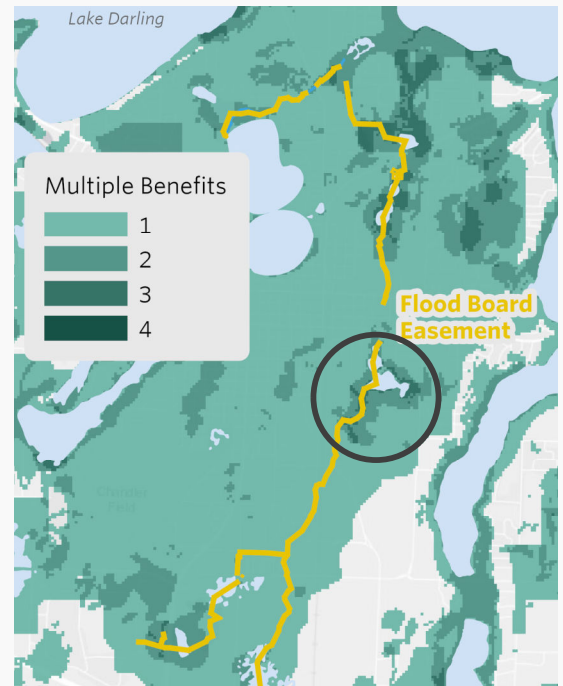 Lake Darling
Multiple Benefits
1
2
3
4
Flood Board
Easement